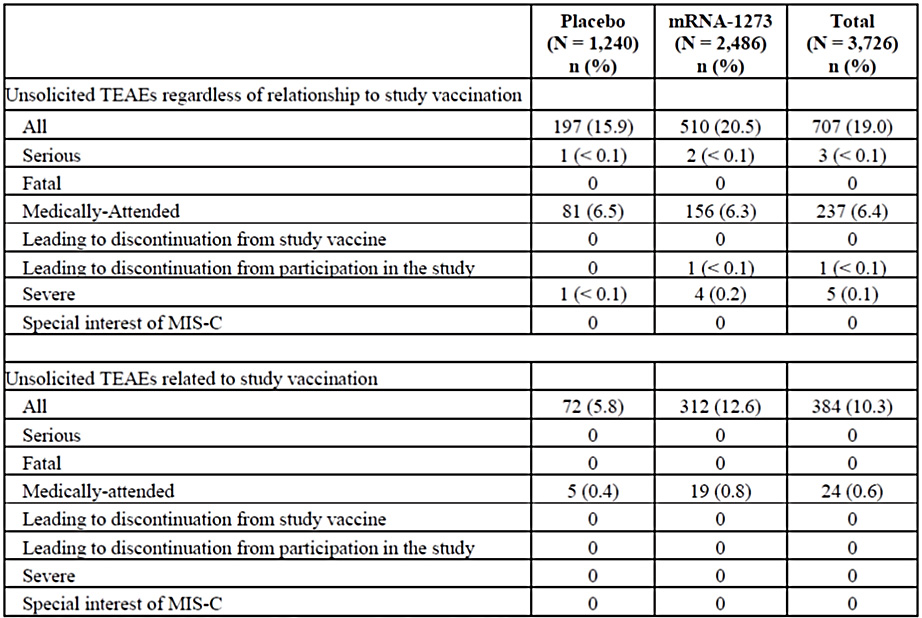 Placebo (N = 1,240) n (%) mRNA-1273 (N = 2,486) n (%) Total (N = 3,726) n (%)
Unsolicited TEAEs regardless of relationship to study vaccination
All 197 (15.9) 510 (20.5) 707 (19.0)
Serious 1 (< 0.1) 2 (< 0.1) 3 (< 0.1)
Fatal 0 0 0
Medically-Attended 81 (6.5) 156 (6.3) 237 (6.4)
Leading to discontinuation from study vaccine 0 0 0
Leading to discontinuation from participation in the study 0 1 (< 0.1) 1 (< 0.1)
Severe 1 (< 0.1) 4 (0.2) 5 (0.1)
Special interest of MIS-C 0 0 0
Unsolicited TEAEs related to study vaccination
All 72 (5.8) 312 (12.6) 384 (10.3)
Serious 0 0 0
Fatal 0 0 0
Medically-attended 5 (0.4) 19 (0.8) 24 (0.6)
Leading to discontinuation from study vaccine 0 0 0
Leading to discontinuation from participation in the study 0 0 0
Severe 0 0 0
Special interest of MIS-C 0 0 0